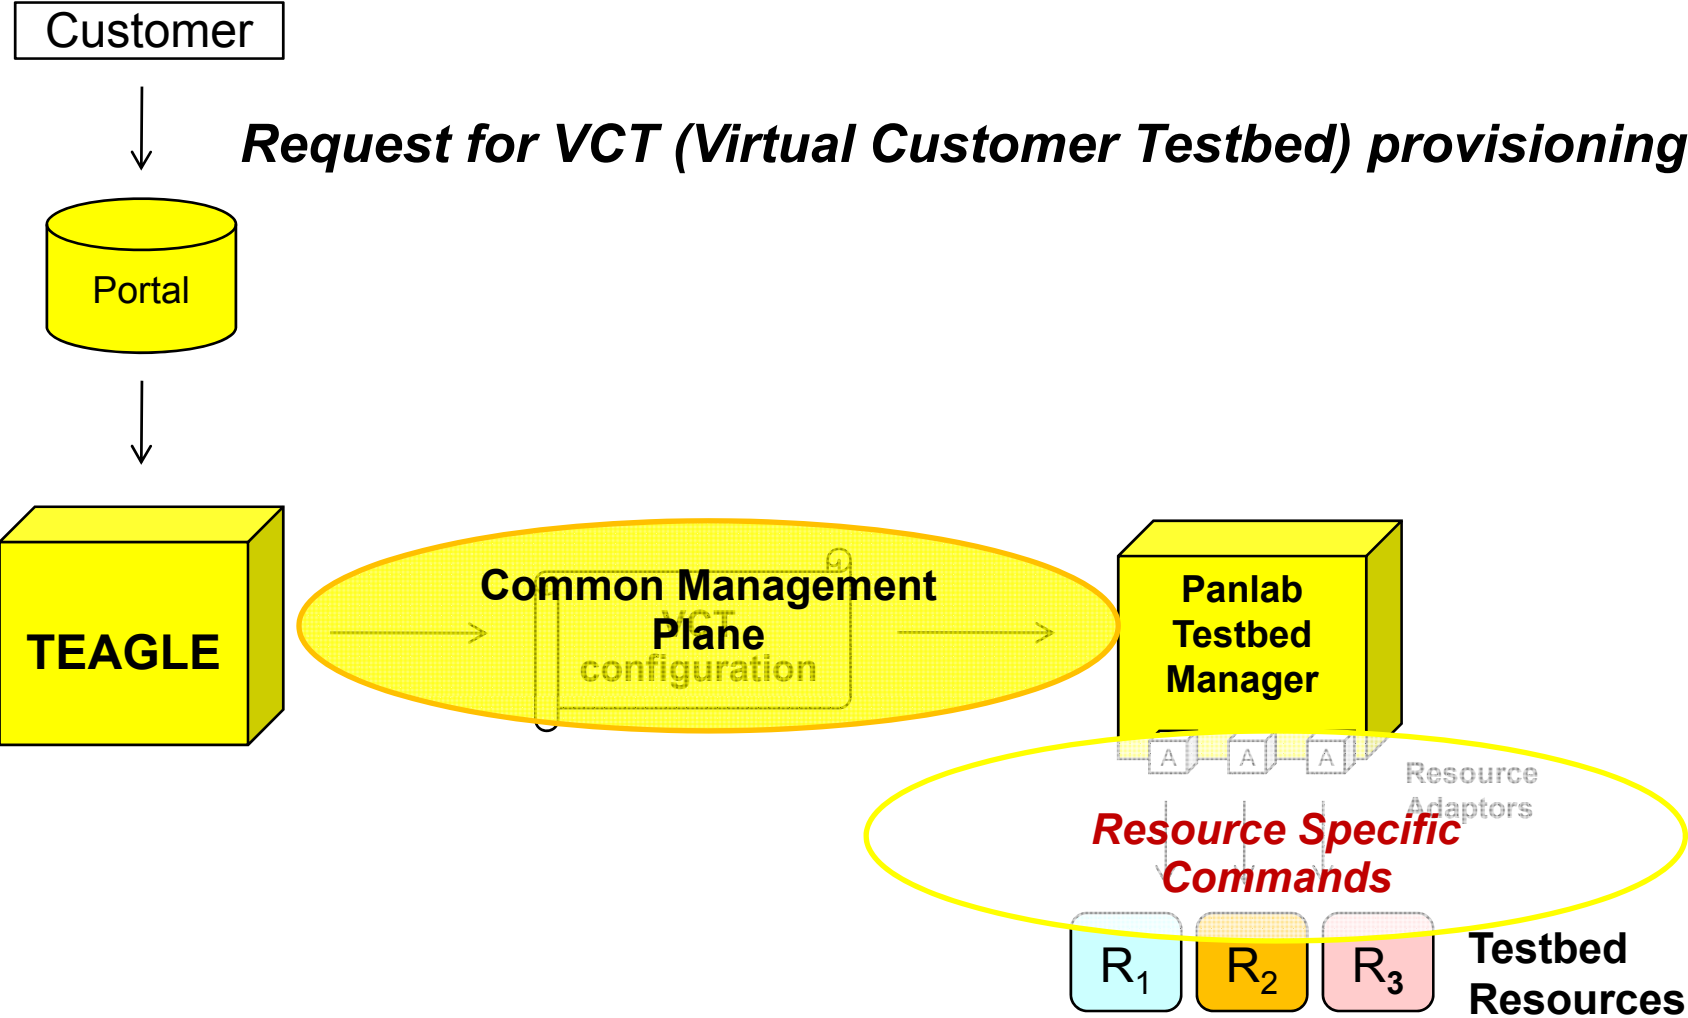 Customer
Request for VCT (Virtual Customer Testbed) provisioning
Portal
TEAGLE
Common Management
Plane
VCT
configuration
Panlab
Testbed
Manager
A A A
Resource
Adaptors
Resource Specific
Commands
R1 R2 R3
Testbed
Resources